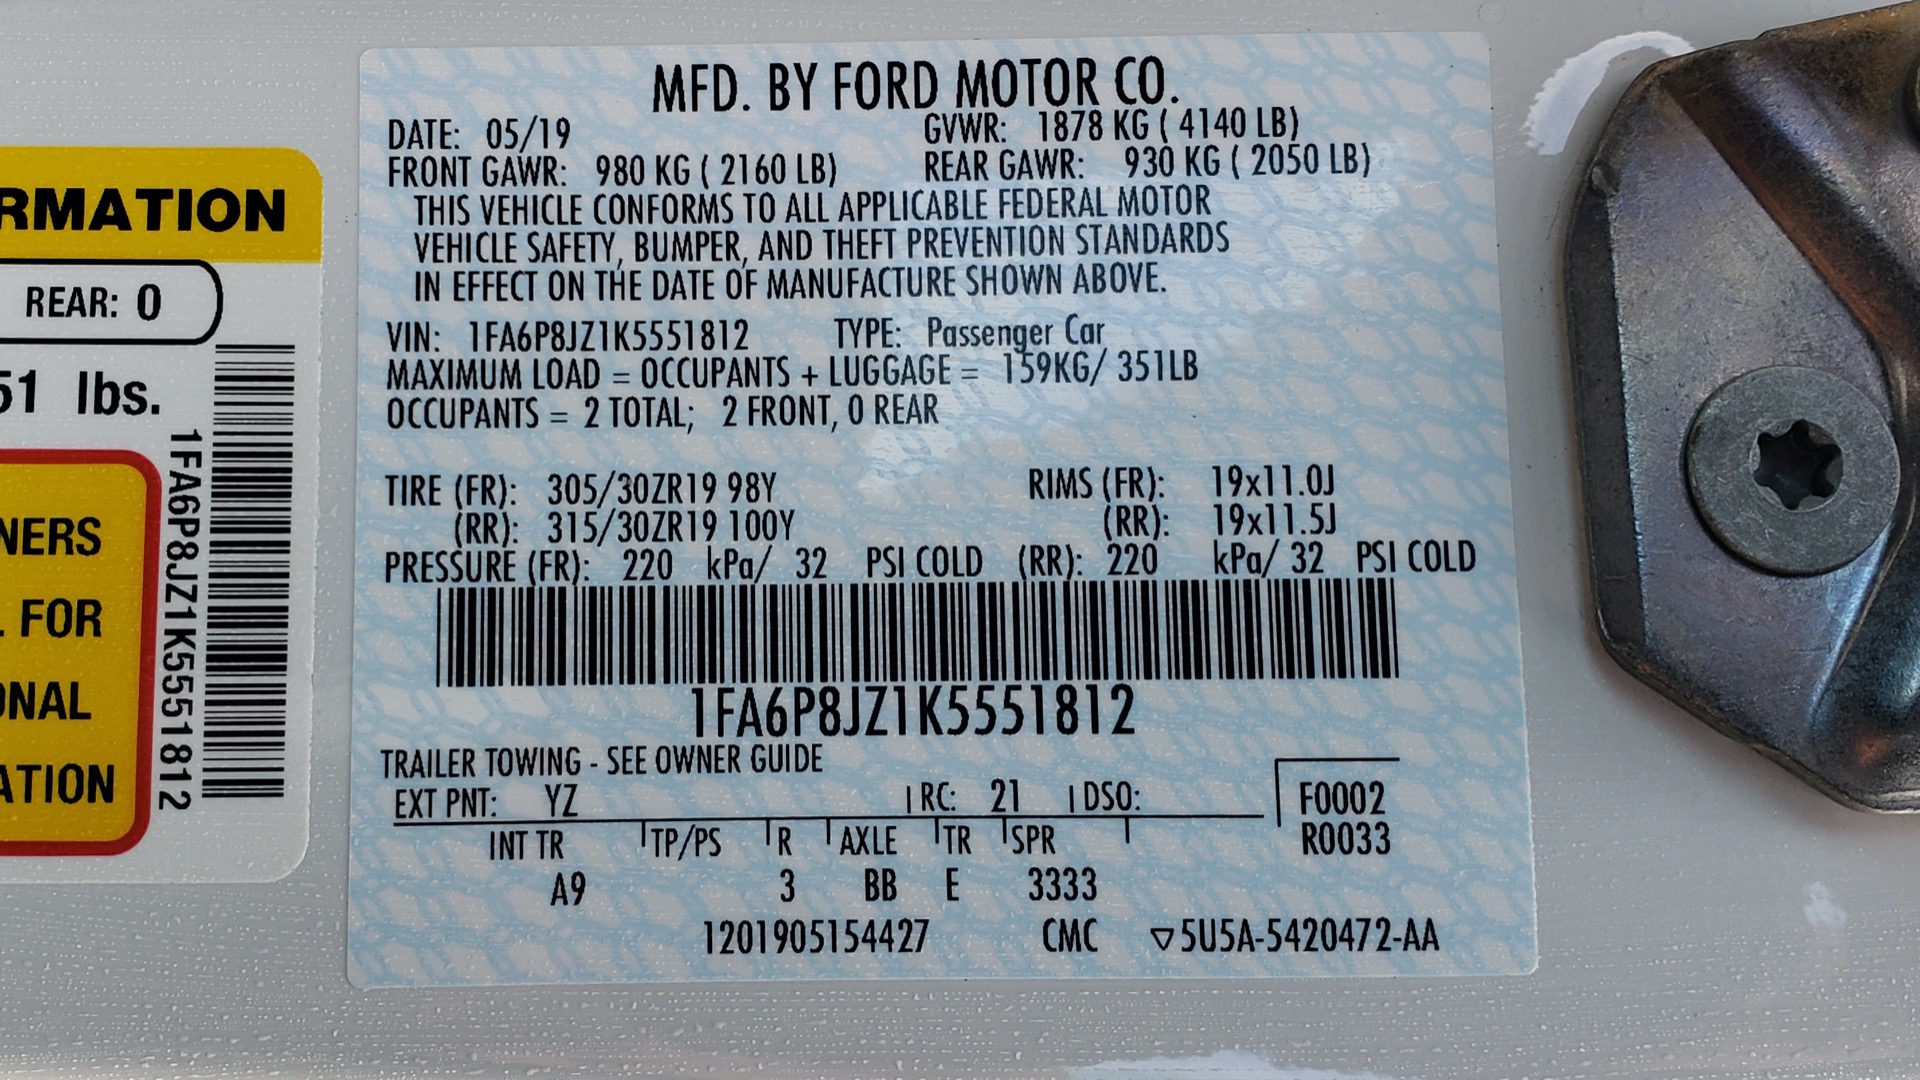 RMATION
REAR: 0
51 lbs.
NERS
L FOR
ONAL
ATION
1FA6P8JZ1K5551812
MFD. BY FORD MOTOR CO.
DATE: 05/19 GVWR: 1878 KG ( 4140 LB)
FRONT GAWR: 980 KG ( 2160 LB) REAR GAWR: 930 KG ( 2050 LB)
THIS VEHICLE CONFORMS TO ALL APPLICABLE FEDERAL MOTOR
VEHICLE SAFETY, BUMPER, AND THEFT PREVENTION STANDARDS
IN EFFECT ON THE DATE OF MANUFACTURE SHOWN ABOVE.
VIN: 1FA6P8JZ1K5551812 TYPE: Passenger Car
MAXIMUM LOAD = OCCUPANTS + LUGGAGE = 159KG/ 351LB
OCCUPANTS = 2 TOTAL; 2 FRONT, 0 REAR
TIRE (FR): 305/30ZR19 98Y RIMS (FR): 19x11.0J
(RR): 315/30ZR19 100Y (RR): 19x11.5J
PRESSURE (FR): 220 kPa/ 32 PSI COLD (RR): 220 kPa/ 32 PSI COLD
1FA6P8JZ1K5551812
TRAILER TOWING - SEE OWNER GUIDE
EXT PNT: YZ RC: 21 DSO: F0002
INT TR TP/PS R AXLE TR SPR R0033
A9 3 BB E 3333
1201905154427 CMC ▽5U5A-5420472-AA